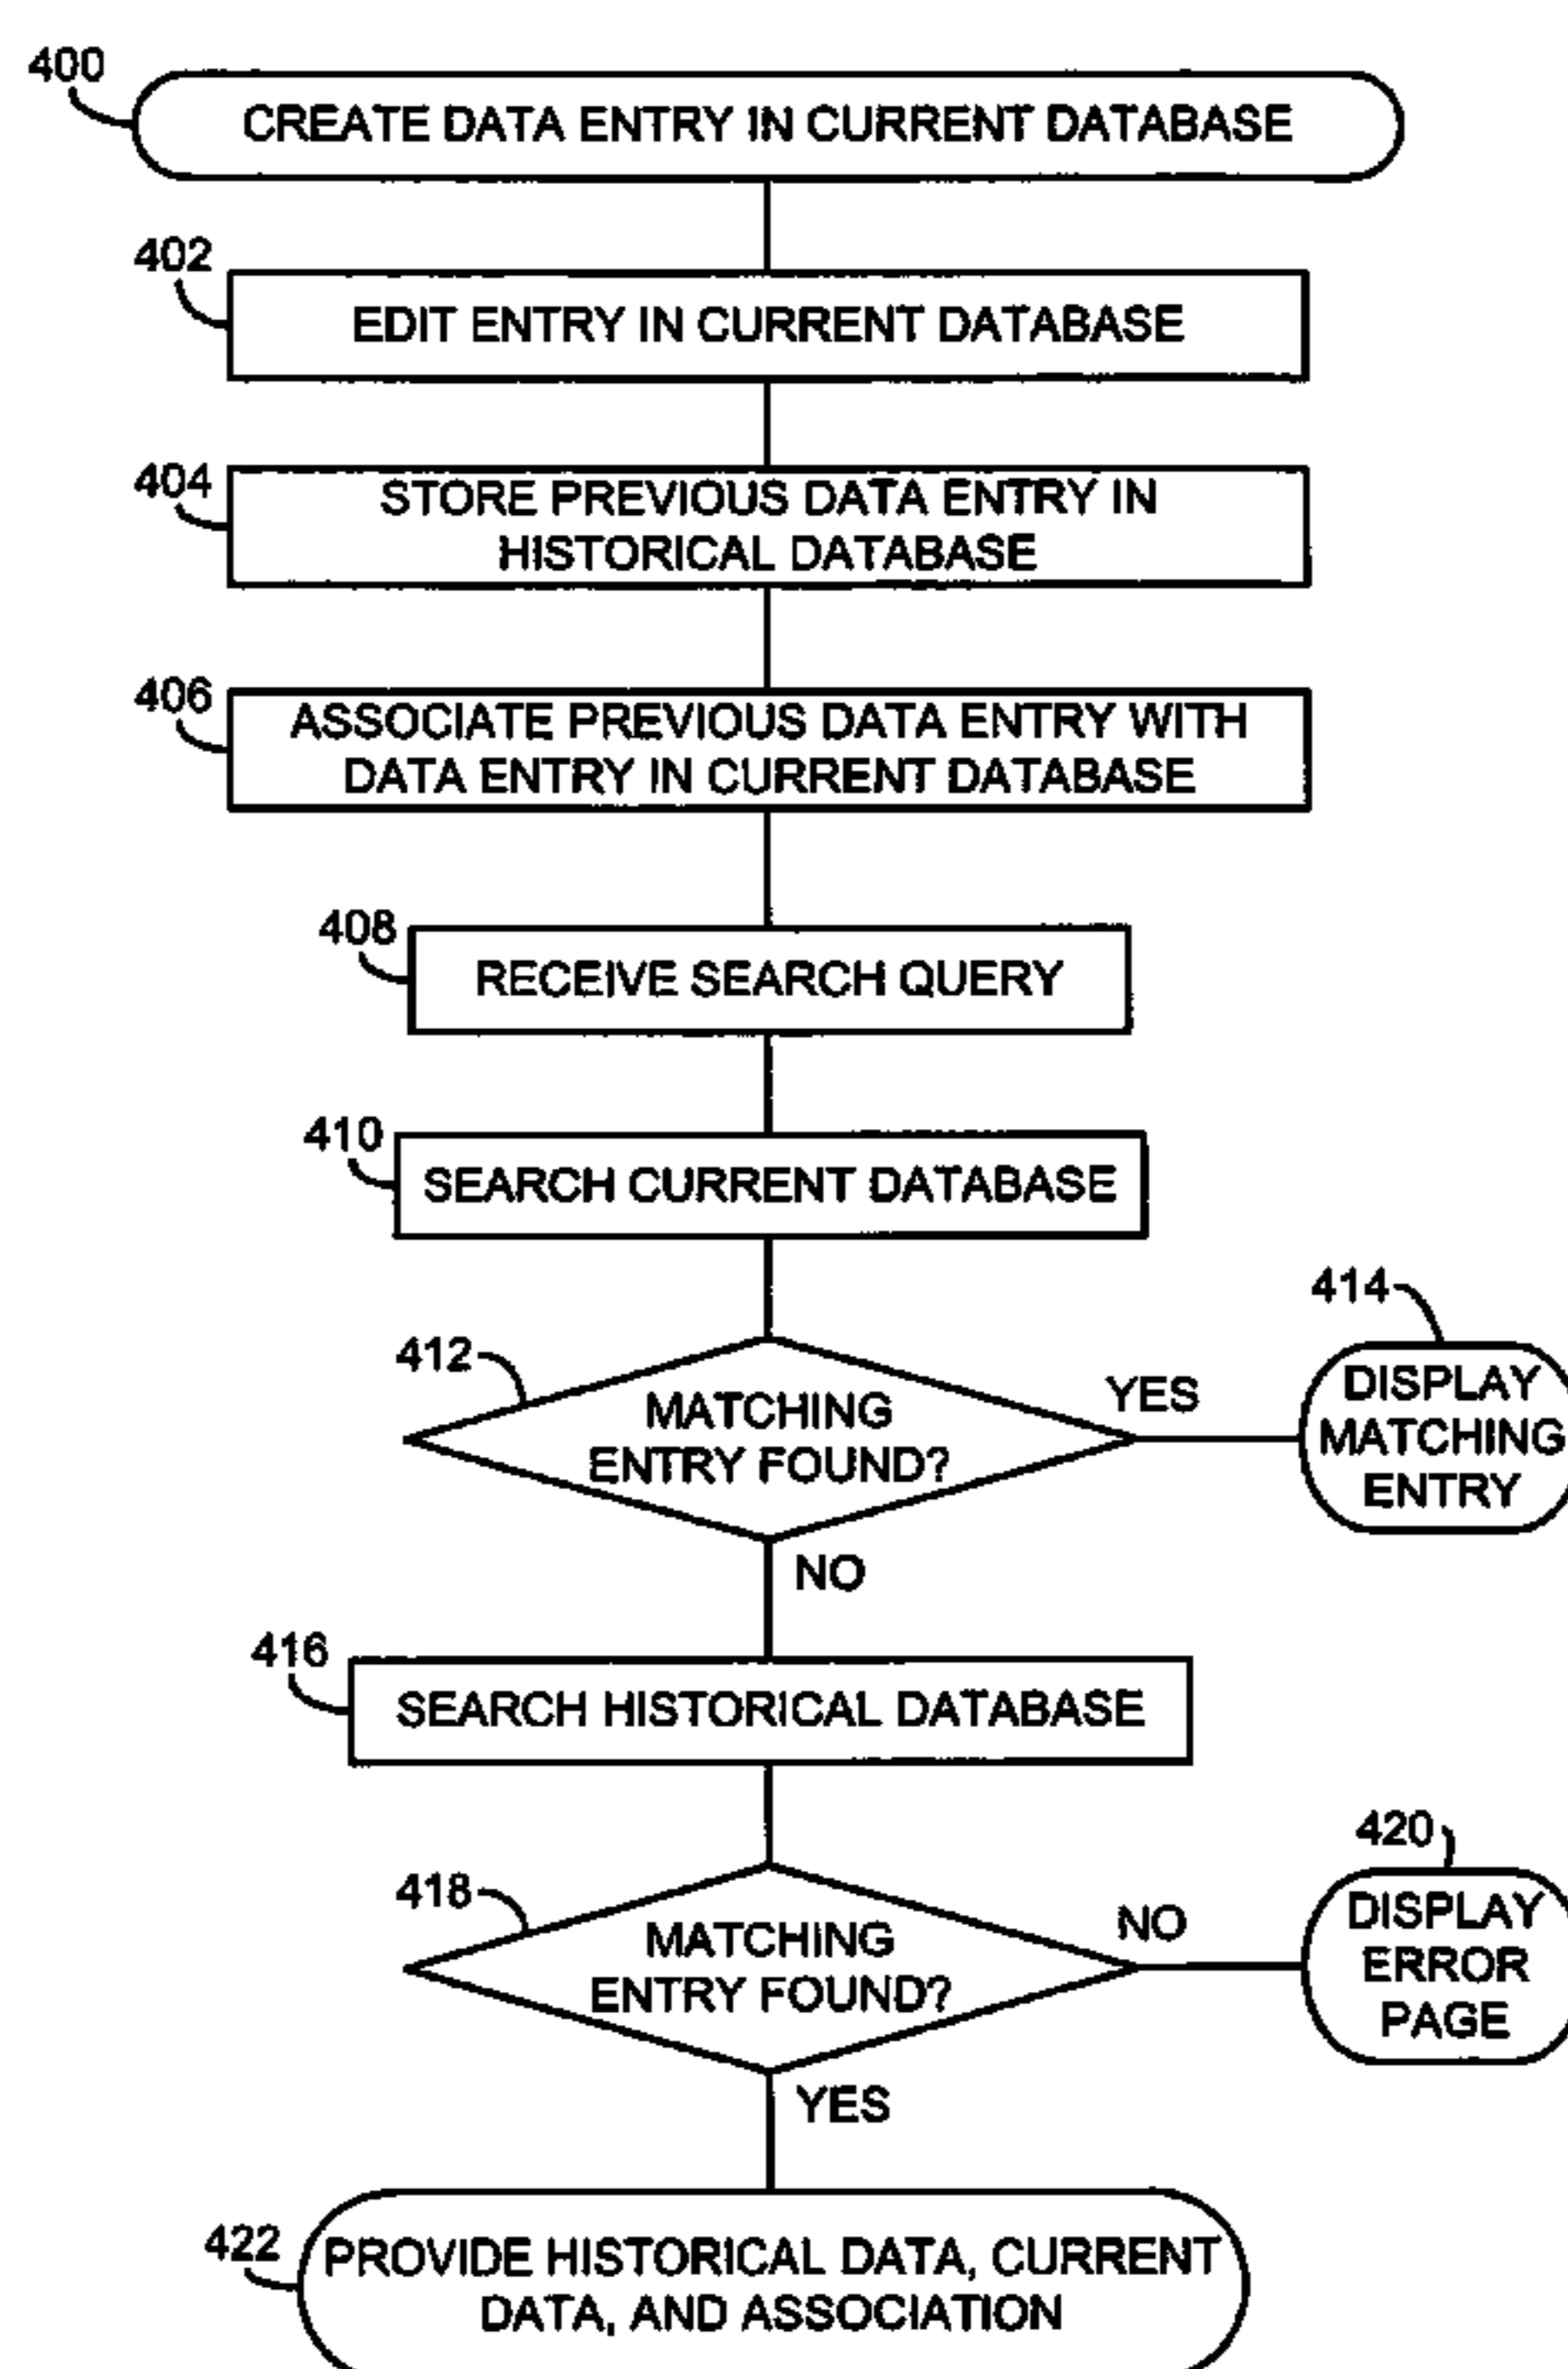 400
CREATE DATA ENTRY IN CURRENT DATABASE
402
EDIT ENTRY IN CURRENT DATABASE
404
STORE PREVIOUS DATA ENTRY IN
HISTORICAL DATABASE
406
ASSOCIATE PREVIOUS DATA ENTRY WITH
DATA ENTRY IN CURRENT DATABASE
408
RECEIVE SEARCH QUERY
410
SEARCH CURRENT DATABASE
412
MATCHING
ENTRY FOUND?
YES
414
DISPLAY
MATCHING
ENTRY
NO
416
SEARCH HISTORICAL DATABASE
418
MATCHING
ENTRY FOUND?
NO
420
DISPLAY
ERROR
PAGE
YES
422
PROVIDE HISTORICAL DATA, CURRENT
DATA, AND ASSOCIATION